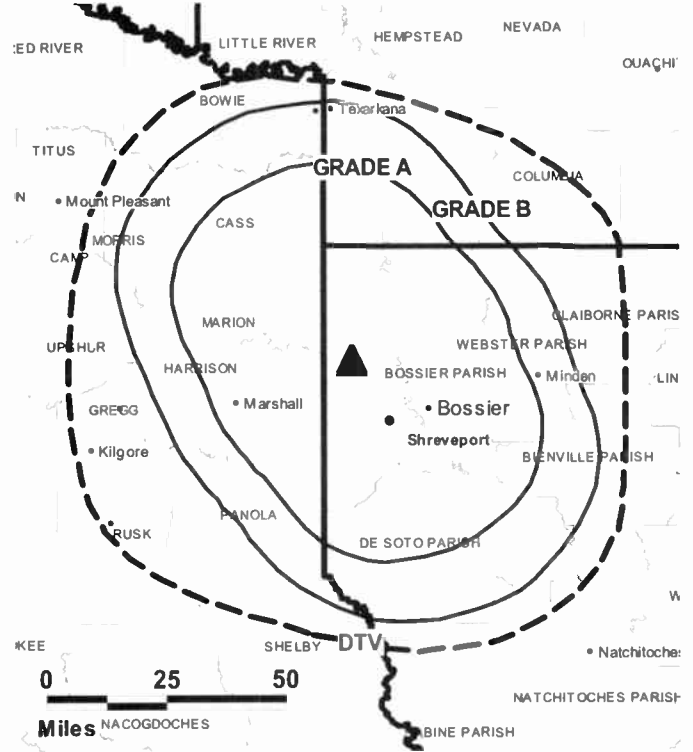 NEVADA
HEMPSTEAD
LITTLE RIVER
ED RIVER
OUACHI
BOWIE
Texarkana
TITUS
GRADE A
COLUMBIA
N
Mount Pleasant
GRADE B
CASS
MORRIS
CAMP
CLAIBORNE PARIS
MARION
UPSHUR
WEBSTER PARISH
HARRISON
BOSSIER PARISH
Minden
LIN
Marshall
Bossier
GREGG
Shreveport
Kilgore
BIENVILLE PARISH
PANOLA
RUSK
DE SOTO PARISH
W
KEE
SHELBY
DTV
Natchitoches
0 25 50
NATCHITOCHES PARISH
Miles
NACOGDOCHES
BINE PARISH